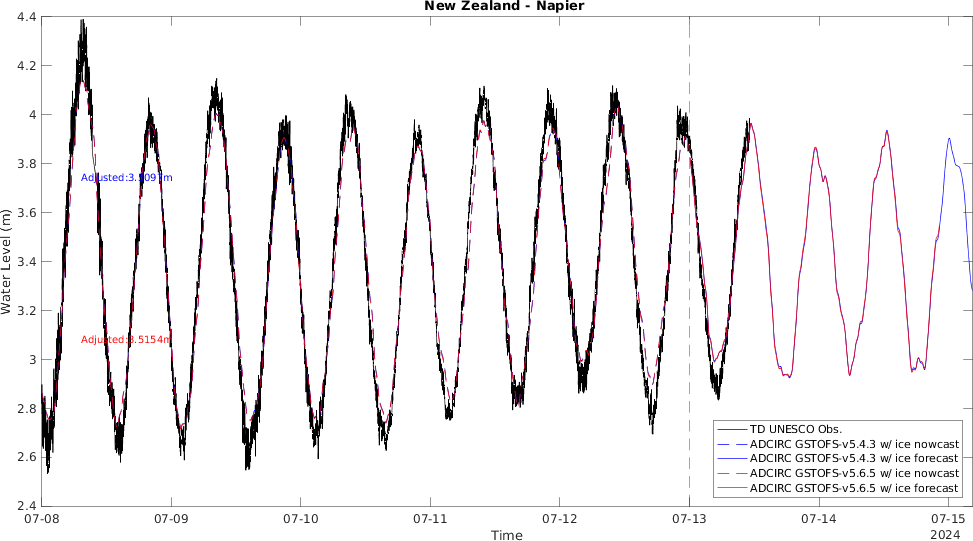 New Zealand - Napier
Water Level (m)
4.4
4.2
4
3.8
3.6
3.4
3.2
3
2.8
2.6
2.4
Adjusted:3.5154m
TD UNESCO Obs.
ADCIRC GSTOFS-v5.4.3 w/ ice nowcast
ADCIRC GSTOFS-v5.4.3 w/ ice forecast
ADCIRC GSTOFS-v5.6.5 w/ ice nowcast
ADCIRC GSTOFS-v5.6.5 w/ ice forecast
07-08 07-09 07-10 07-11 07-12 07-13 07-14 07-15
2024
Time